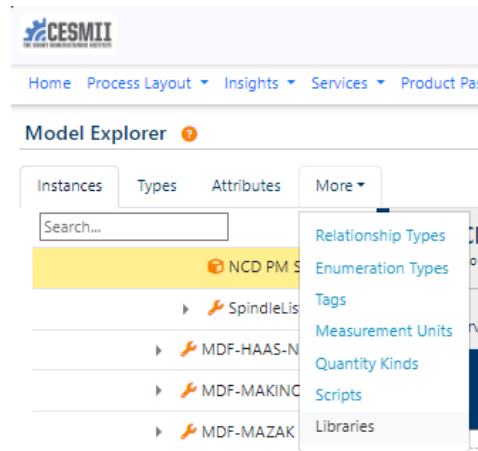 CESMII
THE SMART MANUFACTURING INSTITUTE
Home Process Layout Insights Services Product Pas
Model Explorer ?
Instances Types Attributes More
Search...
NCD PM S
SpindleLis
MDF-HAAS-N
MDF-MAKINO
MDF-MAZAK
Relationship Types
Enumeration Types
Tags
Measurement Units
Quantity Kinds
Scripts
Libraries